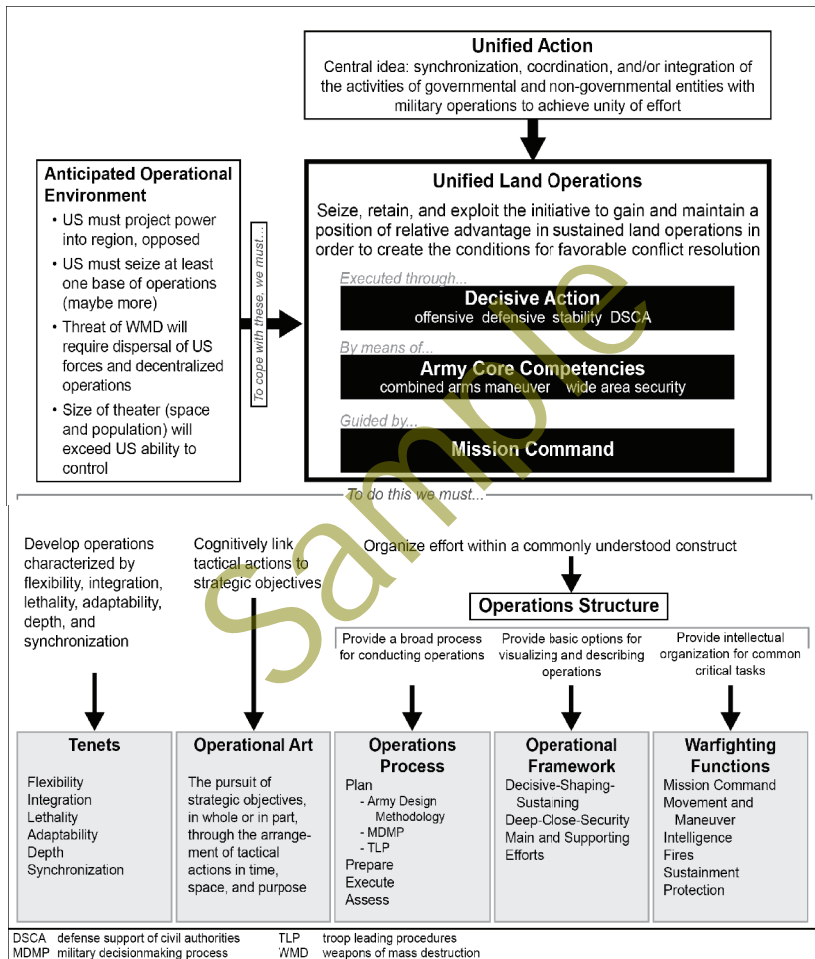 Unified Action
Central idea: synchronization, coordination, and/or integration of
the activities of governmental and non-governmental entities with
military operations to achieve unity of effort
Anticipated Operational
Environment
• US must project power
into region, opposed
• US must seize at least
one base of operations
(maybe more)
• Threat of WMD will
require dispersal of US
forces and decentralized
operations
• Size of theater (space
and population) will
exceed US ability to
control
To cope with these, we must...
Unified Land Operations
Seize, retain, and exploit the initiative to gain and maintain a
position of relative advantage in sustained land operations in
order to create the conditions for favorable conflict resolution
Executed through...
Decisive Action
offensive defensive stability DSCA
By means of...
Army Core Competencies
combined arms maneuver wide area security
Guided by...
Mission Command
To do this we must...
Develop operations
characterized by
flexibility, integration,
lethality, adaptability,
depth, and
synchronization
Cognitively link
tactical actions to
strategic objectives
Organize effort within a commonly understood construct
Operations Structure
Provide a broad process
for conducting operations
Provide basic options for
visualizing and describing
operations
Provide intellectual
organization for common
critical tasks
Tenets
Flexibility
Integration
Lethality
Adaptability
Depth
Synchronization
Operational Art
The pursuit of
strategic objectives,
in whole or in part,
through the arrange-
ment of tactical
actions in time,
space, and purpose
Operations
Process
Plan
- Army Design
Methodology
- MDMP
- TLP
Prepare
Execute
Assess
Operational
Framework
Decisive-Shaping-
Sustaining
Deep-Close-Security
Main and Supporting
Efforts
Warfighting
Functions
Mission Command
Movement and
Maneuver
Intelligence
Fires
Sustainment
Protection
DSCA defense support of civil authorities TLP troop leading procedures
MDMP military decisionmaking process WMD weapons of mass destruction
Sample